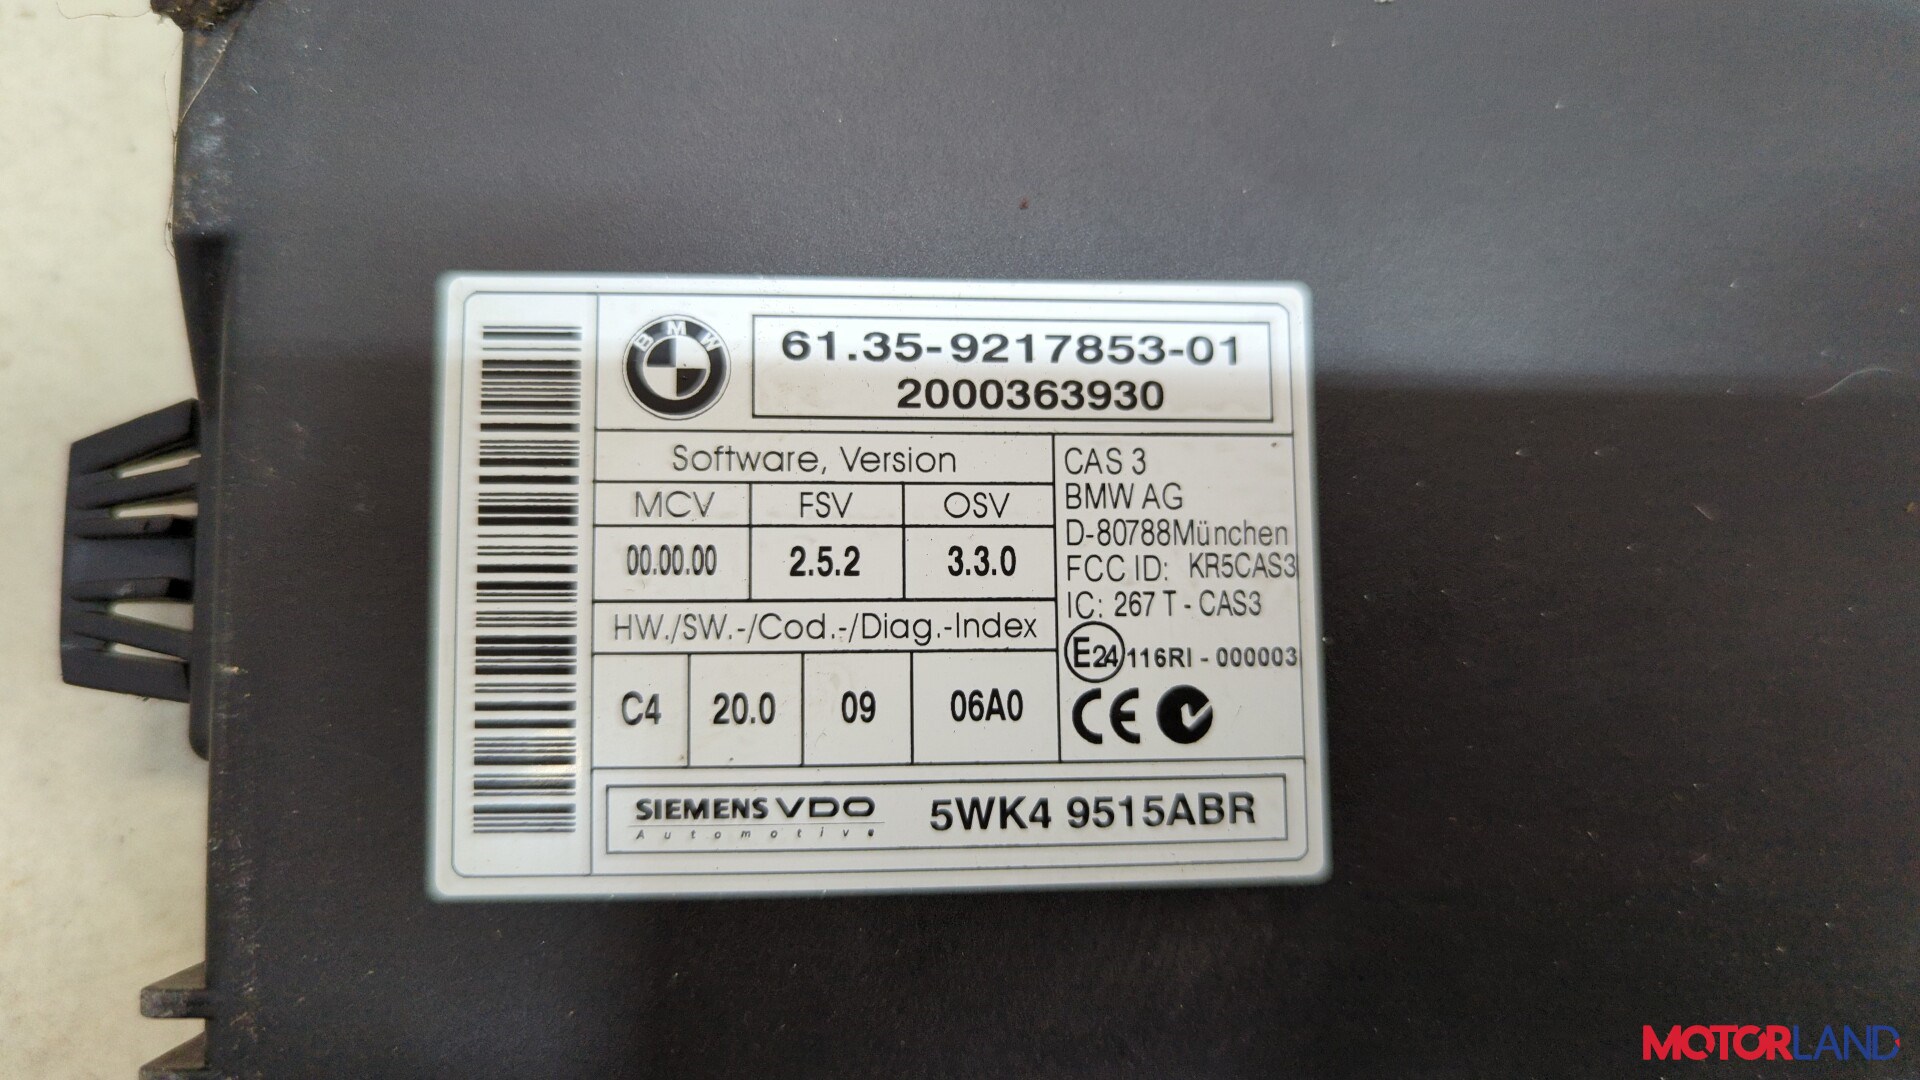 BMW
61.35-9217853-01
2000363930
Software, Version
MCV FSV OSV
00.00.00 2.5.2 3.3.0
HW./SW.-/Cod.-/Diag.-Index
C4 20.0 09 06A0
CAS 3
BMW AG
D-80788München
FCC ID: KR5CAS3
IC: 267 T - CAS3
E24 116RI - 000003
CE
SIEMENS VDO
Automotive
5WK4 9515ABR
MOTORLAND